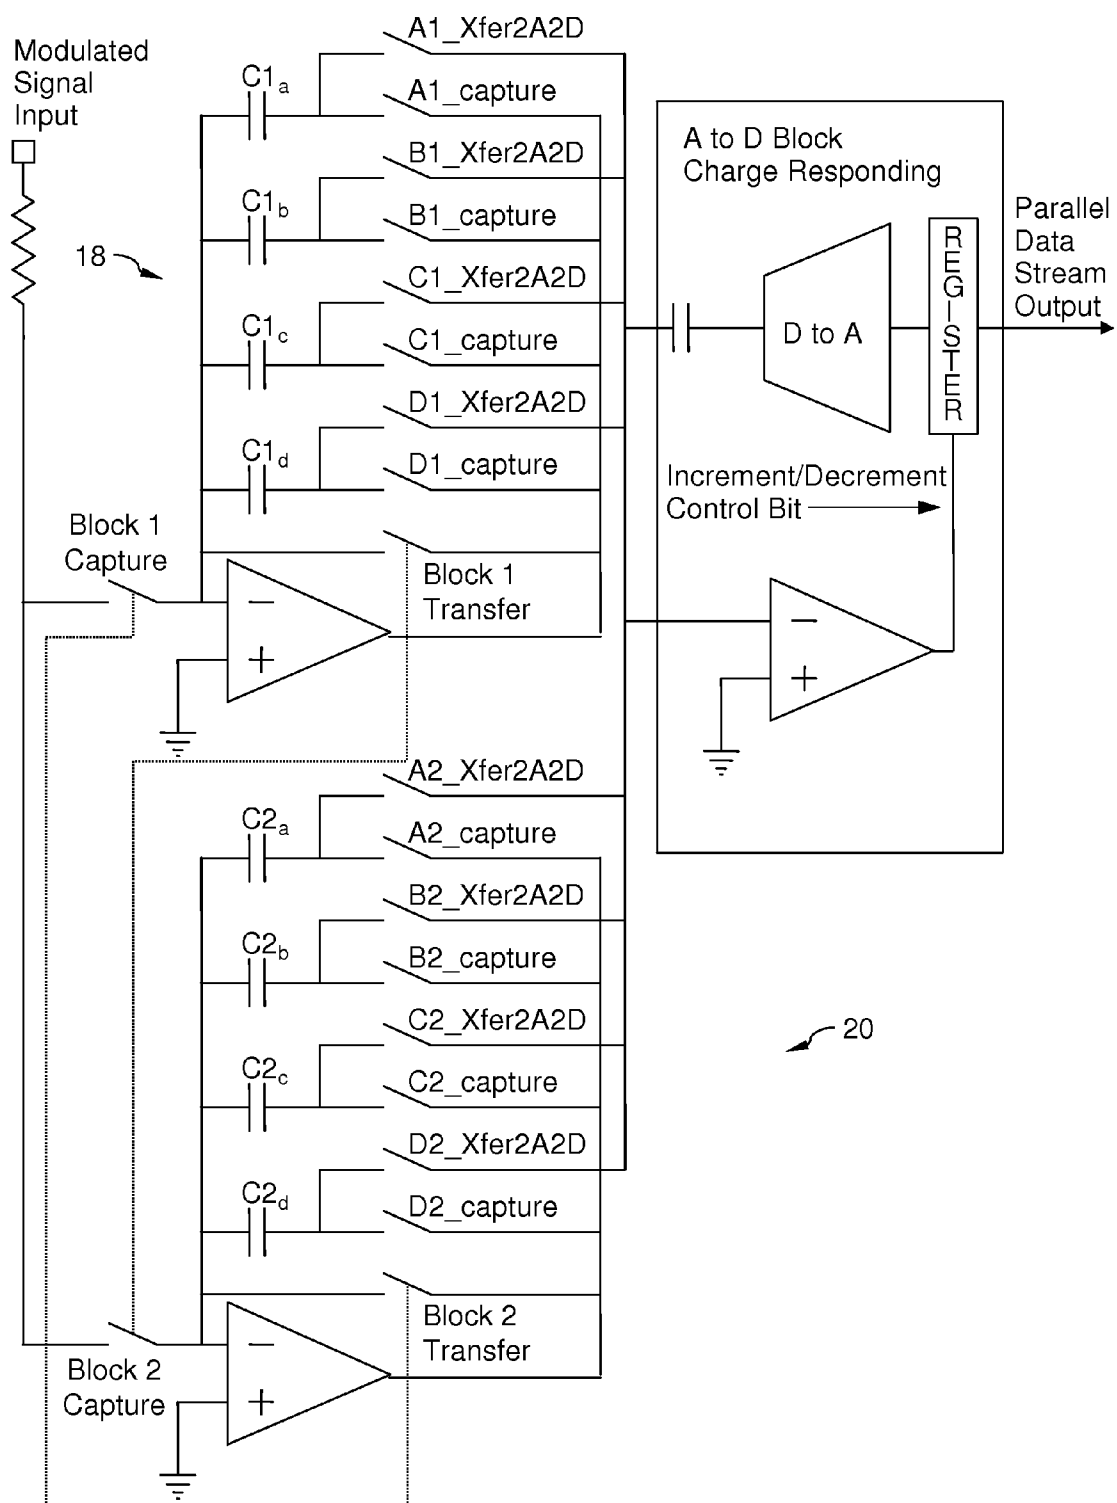 Modulated
Signal
Input
18
C1a
A1_Xfer2A2D
A1_capture
C1b
B1_Xfer2A2D
B1_capture
C1c
C1_Xfer2A2D
C1_capture
C1d
D1_Xfer2A2D
D1_capture
Block 1
Capture
Block 1
Transfer
−
+
A to D Block
Charge Responding
D to A
REGISTER
Parallel
Data
Stream
Output
Increment/Decrement
Control Bit
−
+
C2a
A2_Xfer2A2D
A2_capture
C2b
B2_Xfer2A2D
B2_capture
C2c
C2_Xfer2A2D
C2_capture
C2d
D2_Xfer2A2D
D2_capture
20
Block 2
Transfer
Block 2
Capture
−
+